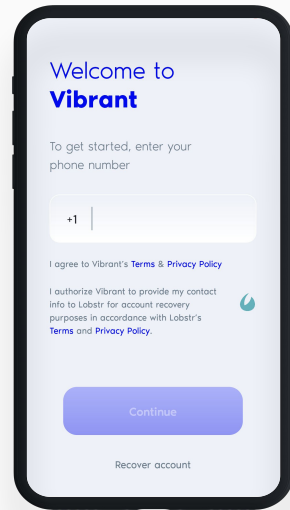 Welcome to
Vibrant
To get started, enter your
phone number
+1
I agree to Vibrant's Terms & Privacy Policy
I authorize Vibrant to provide my contact
info to Lobstr for account recovery
purposes in accordance with Lobstr's
Terms and Privacy Policy.
Continue
Recover account